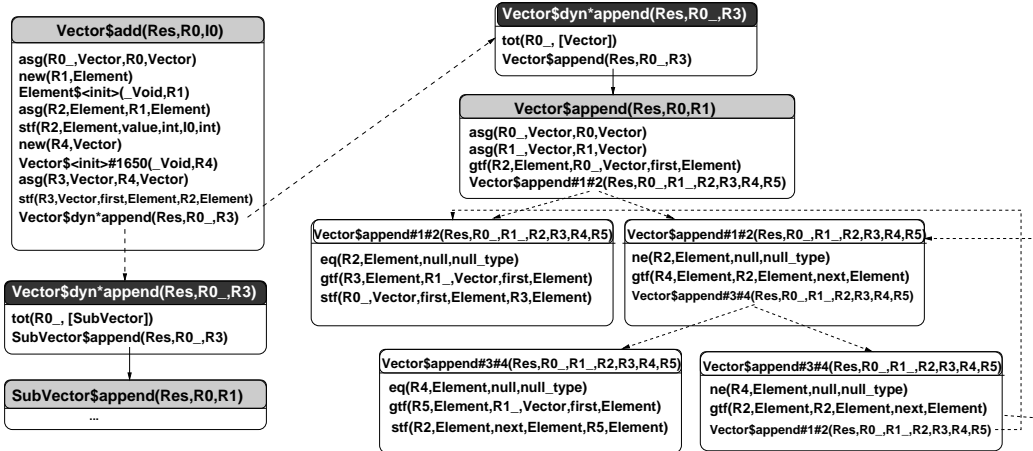 Vector$add(Res,R0,I0)
asg(R0_,Vector,R0,Vector)
new(R1,Element)
Element$<init>(_Void,R1)
asg(R2,Element,R1,Element)
stf(R2,Element,value,int,I0,int)
new(R4,Vector)
Vector$<init>#1650(_Void,R4)
asg(R3,Vector,R4,Vector)
stf(R3,Vector,first,Element,R2,Element)
Vector$dyn*append(Res,R0_,R3)
Vector$dyn*append(Res,R0_,R3)
tot(R0_, [SubVector])
SubVector$append(Res,R0_,R3)
SubVector$append(Res,R0,R1)
...
Vector$dyn*append(Res,R0_,R3)
tot(R0_, [Vector])
Vector$append(Res,R0_,R3)
Vector$append(Res,R0,R1)
asg(R0_,Vector,R0,Vector)
asg(R1_,Vector,R1,Vector)
gtf(R2,Element,R0_,Vector,first,Element)
Vector$append#1#2(Res,R0_,R1_,R2,R3,R4,R5)
Vector$append#1#2(Res,R0_,R1_,R2,R3,R4,R5)
eq(R2,Element,null,null_type)
gtf(R3,Element,R1_,Vector,first,Element)
stf(R0_,Vector,first,Element,R3,Element)
Vector$append#1#2(Res,R0_,R1_,R2,R3,R4,R5)
ne(R2,Element,null,null_type)
gtf(R4,Element,R2,Element,next,Element)
Vector$append#3#4(Res,R0_,R1_,R2,R3,R4,R5)
Vector$append#3#4(Res,R0_,R1_,R2,R3,R4,R5)
eq(R4,Element,null,null_type)
gtf(R5,Element,R1_,Vector,first,Element)
stf(R2,Element,next,Element,R5,Element)
Vector$append#3#4(Res,R0_,R1_,R2,R3,R4,R5)
ne(R4,Element,null,null_type)
gtf(R2,Element,R2,Element,next,Element)
Vector$append#1#2(Res,R0_,R1_,R2,R3,R4,R5)